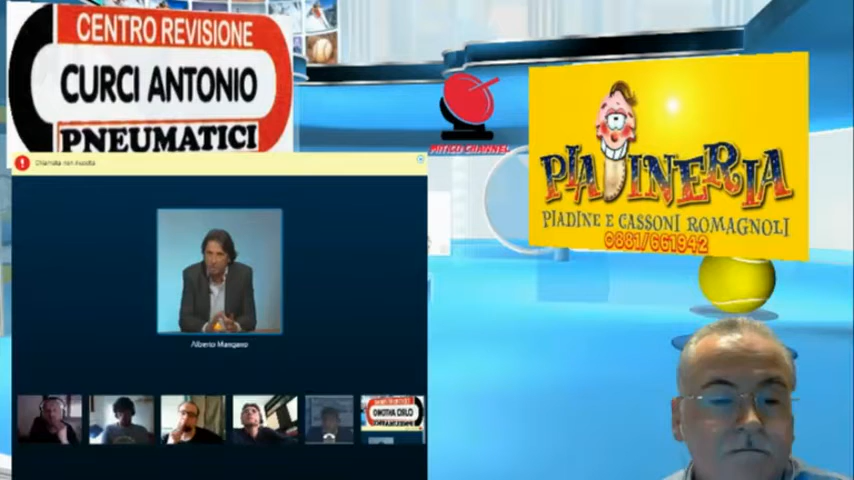 CENTRO REVISIONE
CURCI ANTONIO
PNEUMATICI
MITICO CHANNEL
PIADINERIA
PIADINE E CASSONI ROMAGNOLI
0881/661942
Chiamata non riuscita
Alberto Mangano